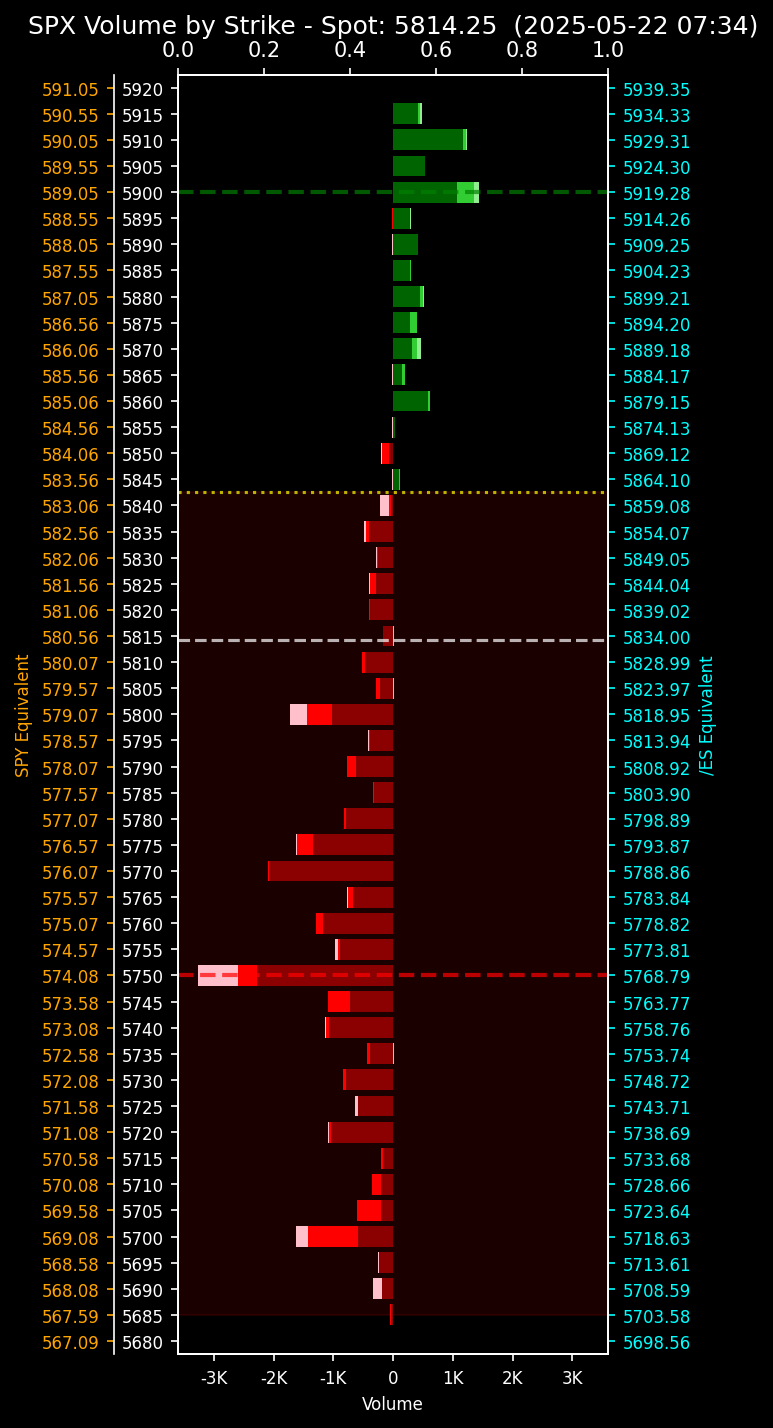 SPX Volume by Strike - Spot: 5814.25  (2025-05-22 07:34)
0.0 0.2 0.4 0.6 0.8 1.0
591.05 5920 5939.35
590.55 5915 5934.33
590.05 5910 5929.31
589.55 5905 5924.30
589.05 5900 5919.28
588.55 5895 5914.26
588.05 5890 5909.25
587.55 5885 5904.23
587.05 5880 5899.21
586.56 5875 5894.20
586.06 5870 5889.18
585.56 5865 5884.17
585.06 5860 5879.15
584.56 5855 5874.13
584.06 5850 5869.12
583.56 5845 5864.10
583.06 5840 5859.08
582.56 5835 5854.07
582.06 5830 5849.05
581.56 5825 5844.04
581.06 5820 5839.02
580.56 5815 5834.00
580.07 5810 5828.99
579.57 5805 5823.97
579.07 5800 5818.95
578.57 5795 5813.94
578.07 5790 5808.92
577.57 5785 5803.90
577.07 5780 5798.89
576.57 5775 5793.87
576.07 5770 5788.86
575.57 5765 5783.84
575.07 5760 5778.82
574.57 5755 5773.81
574.08 5750 5768.79
573.58 5745 5763.77
573.08 5740 5758.76
572.58 5735 5753.74
572.08 5730 5748.72
571.58 5725 5743.71
571.08 5720 5738.69
570.58 5715 5733.68
570.08 5710 5728.66
569.58 5705 5723.64
569.08 5700 5718.63
568.58 5695 5713.61
568.08 5690 5708.59
567.59 5685 5703.58
567.09 5680 5698.56
SPY Equivalent
/ES Equivalent
-3K -2K -1K 0 1K 2K 3K
Volume